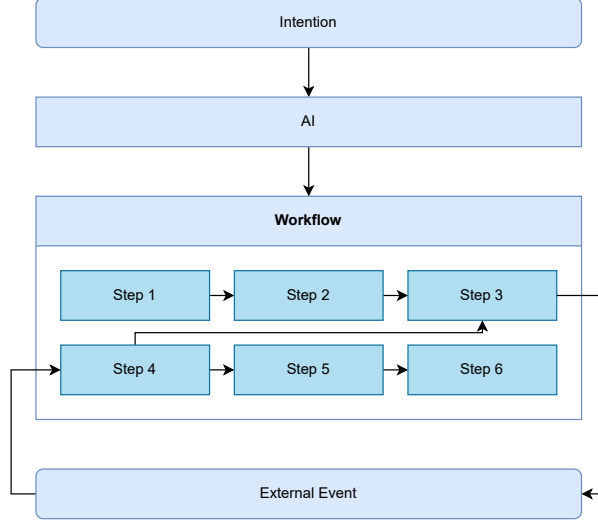 Intention
AI
Workflow
Step 1
Step 2
Step 3
Step 4
Step 5
Step 6
External Event